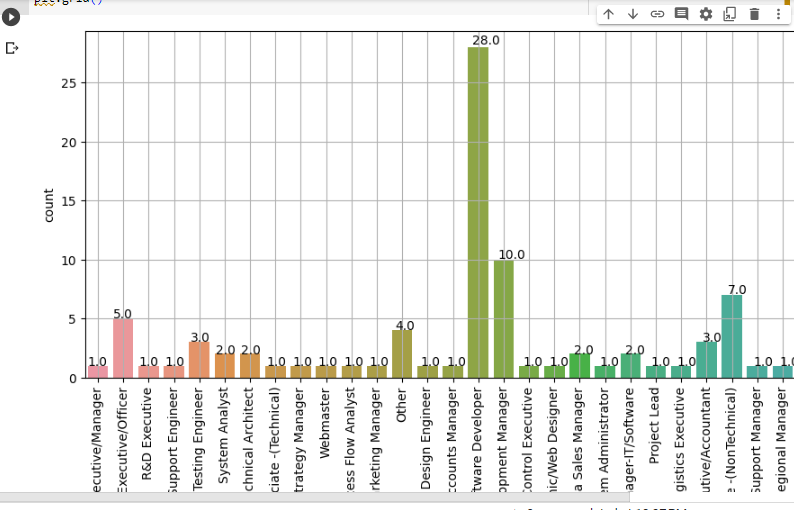 28.0
25
20
15
10.0
10
7.0
5.0
5
4.0
3.0 3.0
2.0 2.0 2.0 2.0
1.0 1.0 1.0 1.0 1.0 1.0 1.0 1.0 1.0 1.0 1.0 1.0 1.0 1.0 1.0 1.0 1.0
0
count
ecutive/Manager
Executive/Officer
R&D Executive
Support Engineer
Testing Engineer
System Analyst
chnical Architect
ciate -(Technical)
trategy Manager
Webmaster
ess Flow Analyst
rketing Manager
Other
Design Engineer
ccounts Manager
tware Developer
opment Manager
Control Executive
nic/Web Designer
a Sales Manager
em Administrator
ager-IT/Software
Project Lead
gistics Executive
utive/Accountant
e -(NonTechnical)
Support Manager
egional Manager